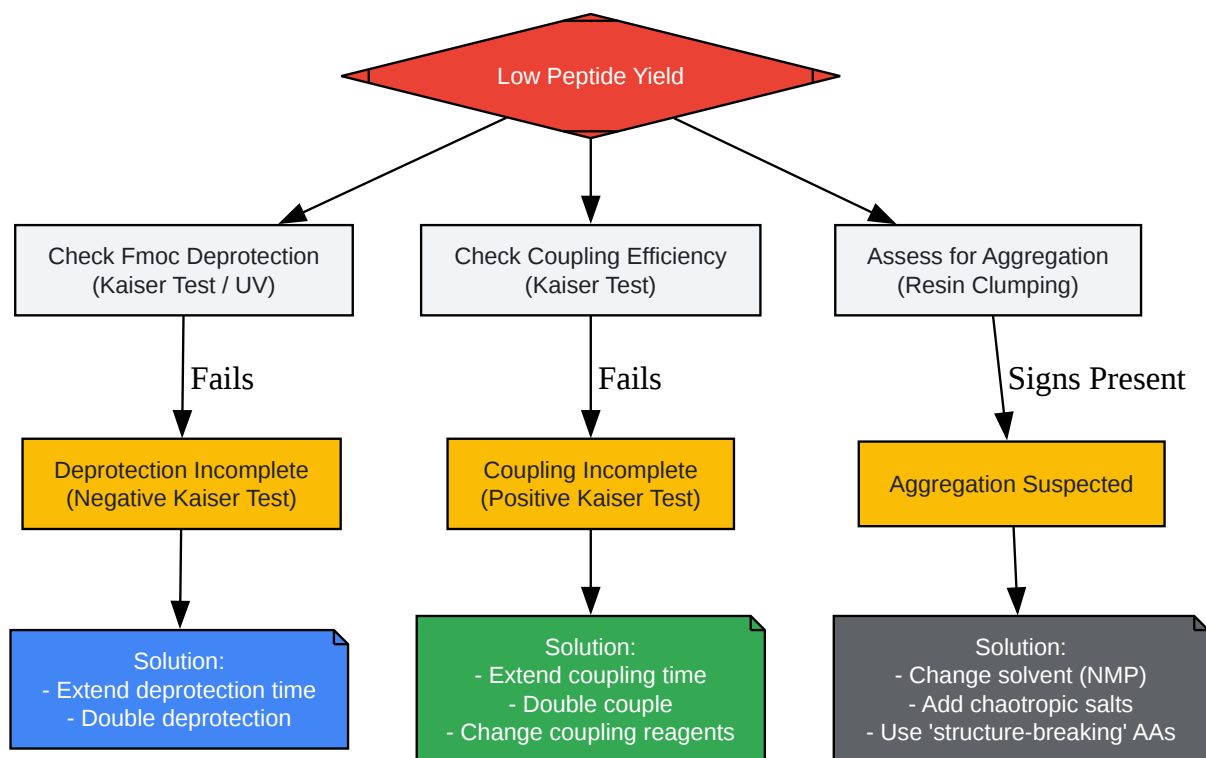 Low Peptide Yield
Check Fmoc Deprotection
(Kaiser Test / UV)
Check Coupling Efficiency
(Kaiser Test)
Assess for Aggregation
(Resin Clumping)
Fails
Fails
Signs Present
Deprotection Incomplete
(Negative Kaiser Test)
Coupling Incomplete
(Positive Kaiser Test)
Aggregation Suspected
Solution:
- Extend deprotection time
- Double deprotection
Solution:
- Extend coupling time
- Double couple
- Change coupling reagents
Solution:
- Change solvent (NMP)
- Add chaotropic salts
- Use 'structure-breaking' AAs